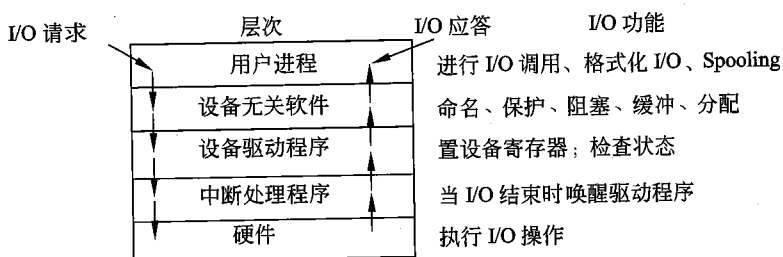 I/O 请求 层次 I/O 应答 I/O 功能
用户进程 进行 I/O 调用、格式化 I/O、Spooling
设备无关软件 命名、保护、阻塞、缓冲、分配
设备驱动程序 置设备寄存器；检查状态
中断处理程序 当 I/O 结束时唤醒驱动程序
硬件 执行 I/O 操作